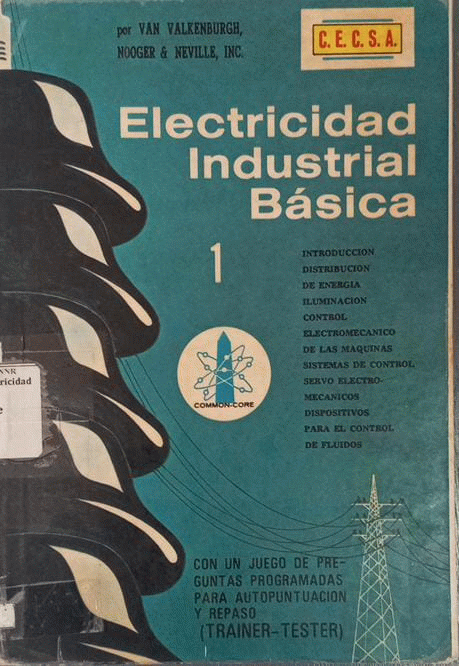 por VAN VALKENBURGH,
NOOGER & NEVILLE, INC.
C. E. C. S. A.
Electricidad
Industrial
Básica
1
INTRODUCCION
DISTRIBUCION
DE ENERGIA
ILUMINACION
CONTROL
ELECTROMECANICO
DE LAS MAQUINAS
SISTEMAS DE CONTROL
SERVO ELECTRO-
MECANICOS
DISPOSITIVOS
PARA EL CONTROL
DE FLUIDOS
COMMON-CORE
NNR
ricidad
e
CON UN JUEGO DE PRE-
GUNTAS PROGRAMADAS
PARA AUTOPUNTUACION
Y REPASO
(TRAINER-TESTER)